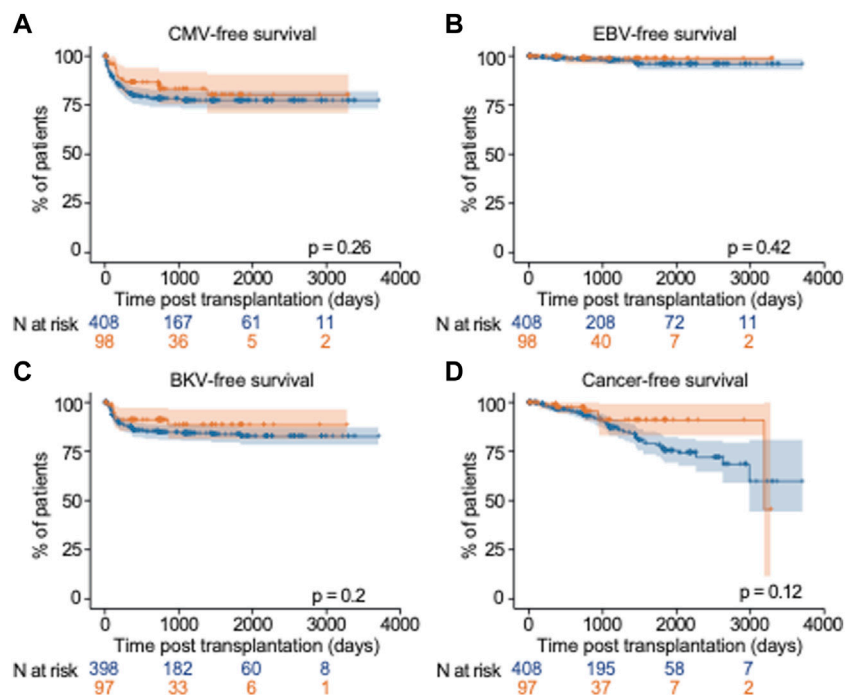 A
CMV-free survival
100
75
50
25
0
% of patients
p = 0.26
0 1000 2000 3000 4000
Time post transplantation (days)
N at risk 408 167 61 11
98 36 5 2
B
EBV-free survival
100
75
50
25
0
% of patients
p = 0.42
0 1000 2000 3000 4000
Time post transplantation (days)
N at risk 408 208 72 11
98 40 7 2
C
BKV-free survival
100
75
50
25
0
% of patients
p = 0.2
0 1000 2000 3000 4000
Time post transplantation (days)
N at risk 398 182 60 8
97 33 6 1
D
Cancer-free survival
100
75
50
25
0
% of patients
p = 0.12
0 1000 2000 3000 4000
Time post transplantation (days)
N at risk 408 195 58 7
97 37 7 2